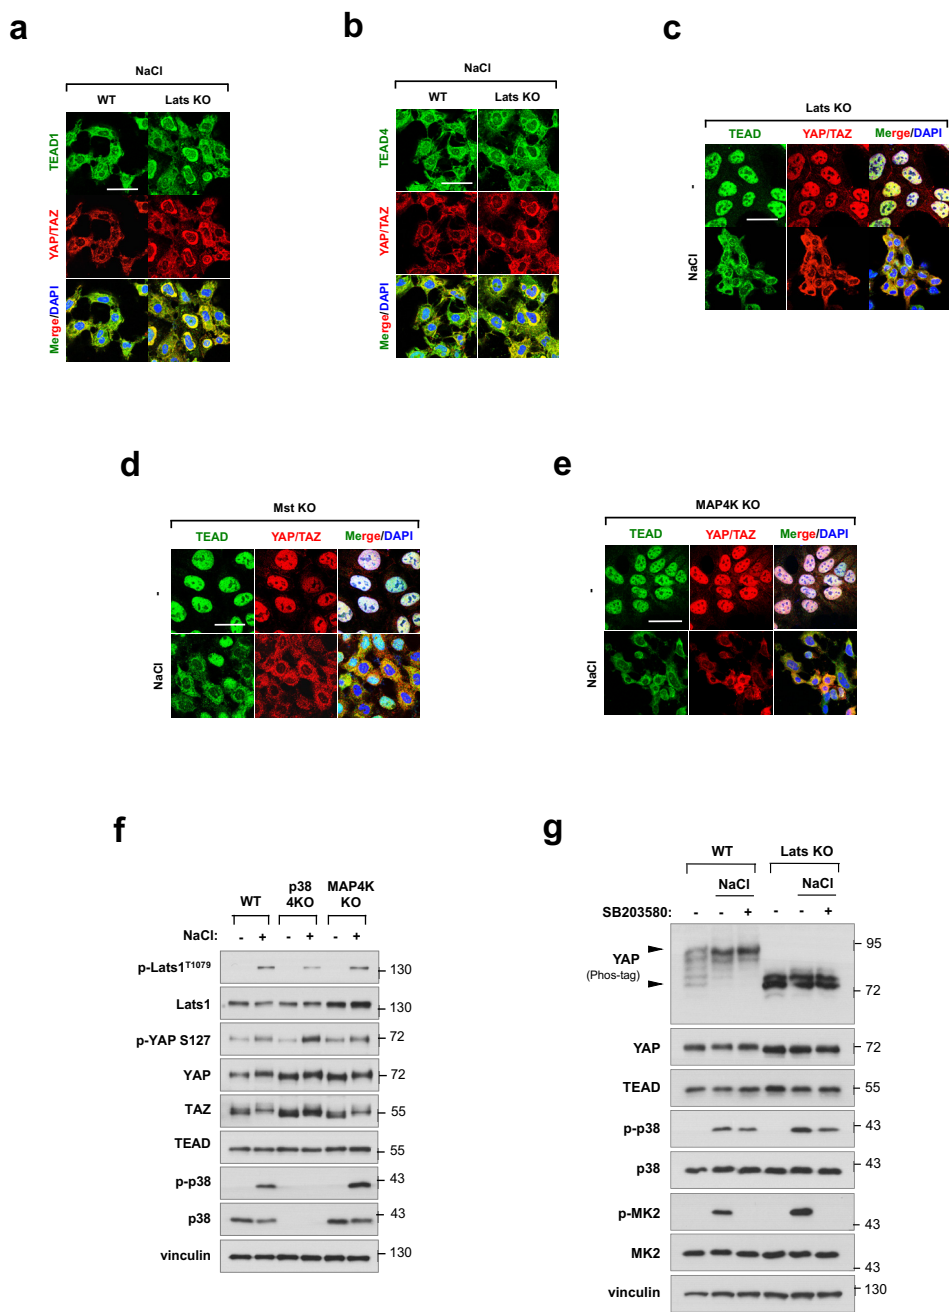 a
NaCl
WT Lats KO
TEAD1
YAP/TAZ
Merge/DAPI
b
NaCl
WT Lats KO
TEAD4
YAP/TAZ
Merge/DAPI
c
Lats KO
TEAD YAP/TAZ Merge/DAPI
-
NaCl
d
Mst KO
TEAD YAP/TAZ Merge/DAPI
-
NaCl
e
MAP4K KO
TEAD YAP/TAZ Merge/DAPI
-
NaCl
f
WT p38 4KO MAP4K KO
NaCl: - + - + - +
p-Lats1T1079 130
Lats1 130
p-YAP S127 72
YAP 72
TAZ 55
TEAD 55
p-p38 43
p38 43
vinculin 130
g
WT Lats KO
NaCl NaCl
SB203580: - - + - - +
95
YAP
(Phos-tag)
72
YAP 72
TEAD 55
p-p38 43
p38 43
p-MK2 43
MK2 43
vinculin 130